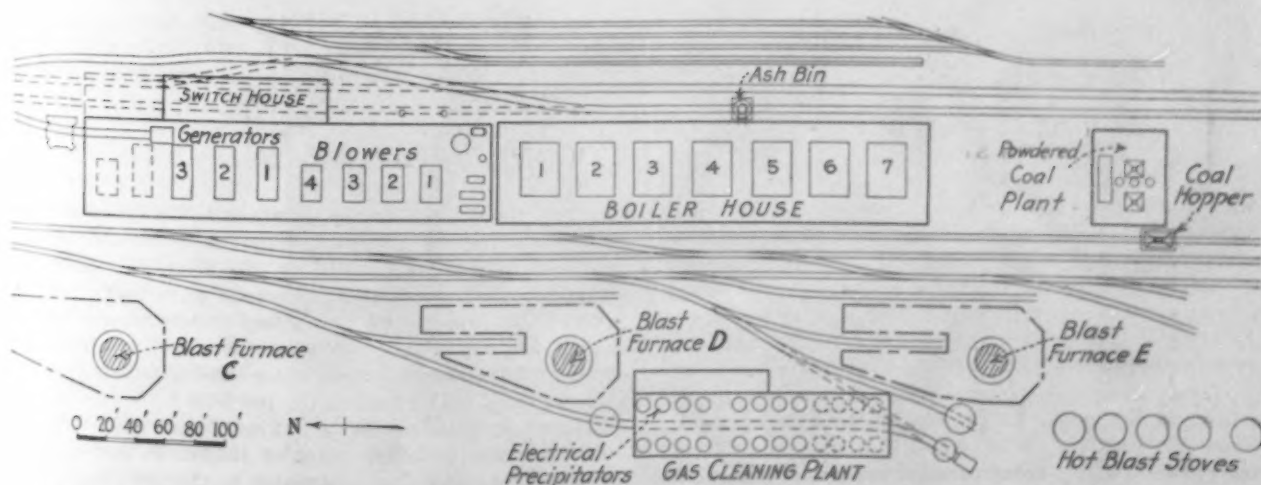 Ash Bin
SWITCH HOUSE
Generators
Blowers
3 2 1
4 3 2 1
1 2 3 4 5 6 7
BOILER HOUSE
Powdered
Coal
Plant
Coal
Hopper
Blast Furnace
C
Blast
Furnace D
Blast
Furnace E
0 20' 40' 60' 80' 100'
N
Electrical
Precipitators
GAS CLEANING PLANT
Hot Blast Stoves